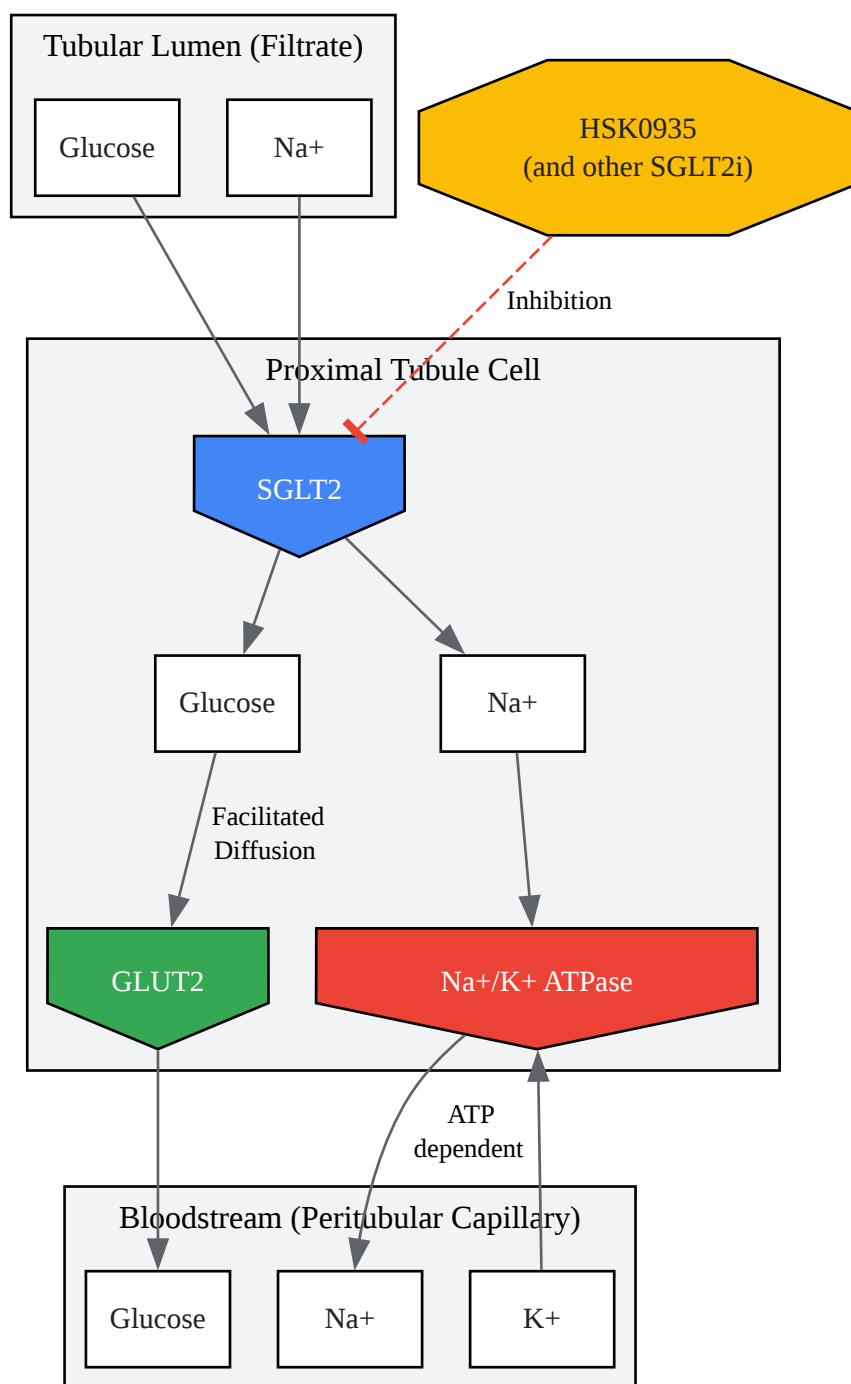 Tubular Lumen (Filtrate)
Glucose
Na+
HSK0935
(and other SGLT2i)
Inhibition
Proximal Tubule Cell
SGLT2
Glucose
Na+
Facilitated
Diffusion
GLUT2
Na+/K+ ATPase
ATP
dependent
Bloodstream (Peritubular Capillary)
Glucose
Na+
K+